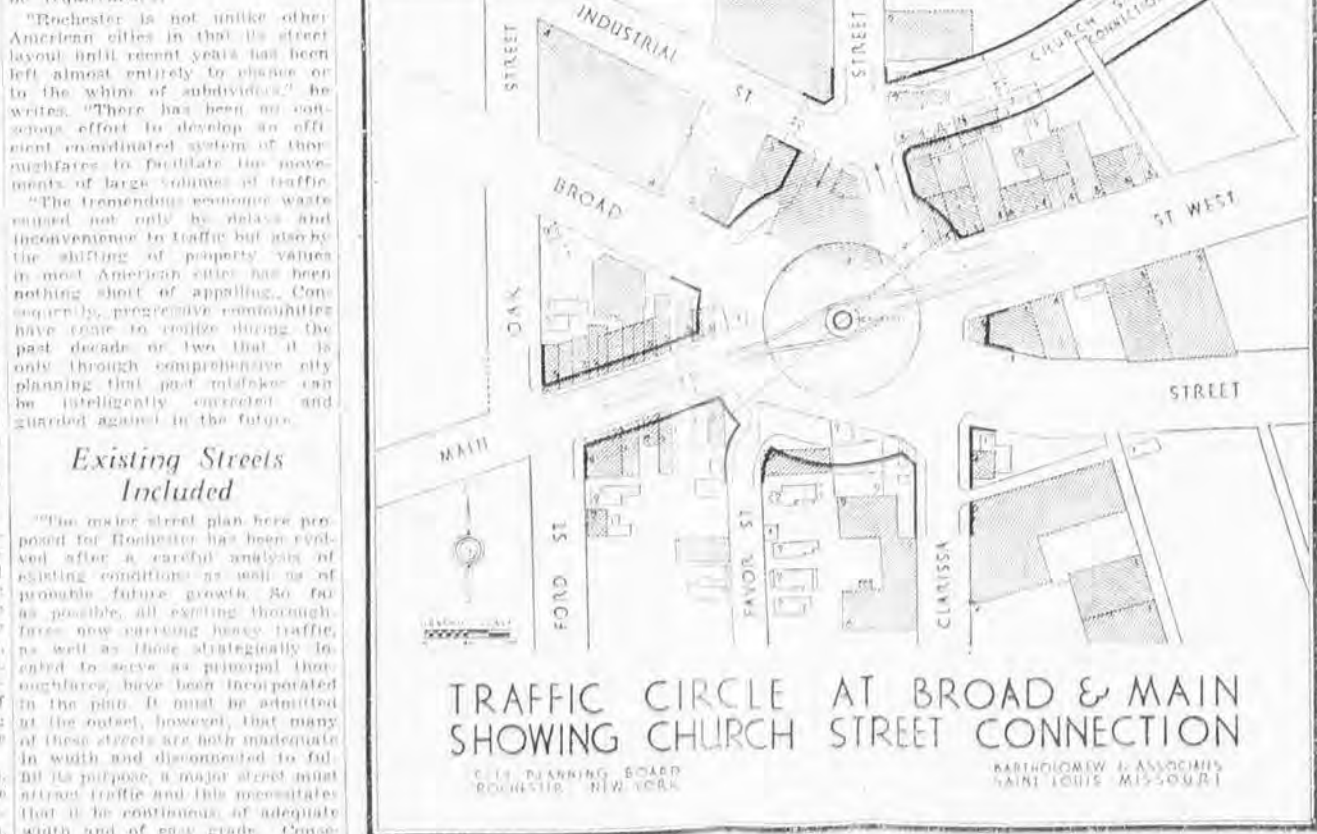 "Rochester is not unlike other
American cities in that its street
layout until recent years has been
left almost entirely to chance or
to the whim of subdividers," he
writes. "There has been no con-
scious effort to develop an effi-
cient co-ordinated system of thor-
oughfares to facilitate the move-
ments of large volumes of traffic.
"The tremendous economic waste
caused not only by delays and
inconvenience to traffic but also by
the shifting of property values
in most American cities has been
nothing short of appalling. Con-
sequently, progressive communities
have come to realize during the
past decade or two that it is
only through comprehensive city
planning that past mistakes can
be intelligently corrected and
guarded against in the future.
Existing Streets
Included
"The major street plan here pro-
posed for Rochester has been evol-
ved after a careful analysis of
existing conditions as well as of
probable future growth. So far
as possible, all existing thorough-
fares now carrying heavy traffic,
as well as those strategically lo-
cated to serve as principal thor-
oughfares, have been incorporated
in the plan. It must be admitted
at the outset, however, that many
of these streets are both inadequate
in width and disconnected to ful-
fill its purpose, a major street must
attract traffic and this necessitates
that it be continuous, of adequate
width and of easy grade. Conse-
INDUSTRIAL
ST
STREET
STREET
CHURCH
CONNECTION
BROAD
ST WEST
OAK
STREET
MAIN
FORD ST
FAVOR ST
CLARISSA
TRAFFIC CIRCLE AT BROAD & MAIN
SHOWING CHURCH STREET CONNECTION
CITY PLANNING BOARD
ROCHESTER NEW YORK
BARTHOLOMEW & ASSOCIATES
SAINT LOUIS MISSOURI